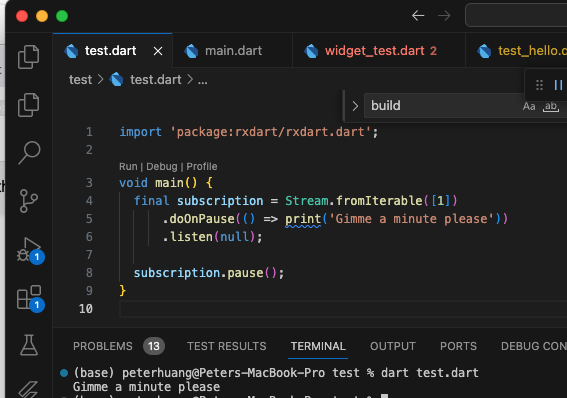 test.dart
main.dart
widget_test.dart 2
test > test.dart > ...
build
Aa ab
1 import 'package:rxdart/rxdart.dart';
2
Run | Debug | Profile
3 void main() {
4 final subscription = Stream.fromIterable([1])
5 .doOnPause(() => print('Gimme a minute please'))
6 .listen(null);
7
8 subscription.pause();
9 }
10
1
1
PROBLEMS 13 TEST RESULTS TERMINAL OUTPUT PORTS DEBUG CON
(base) peterhuang@Peters-MacBook-Pro test % dart test.dart
Gimme a minute please